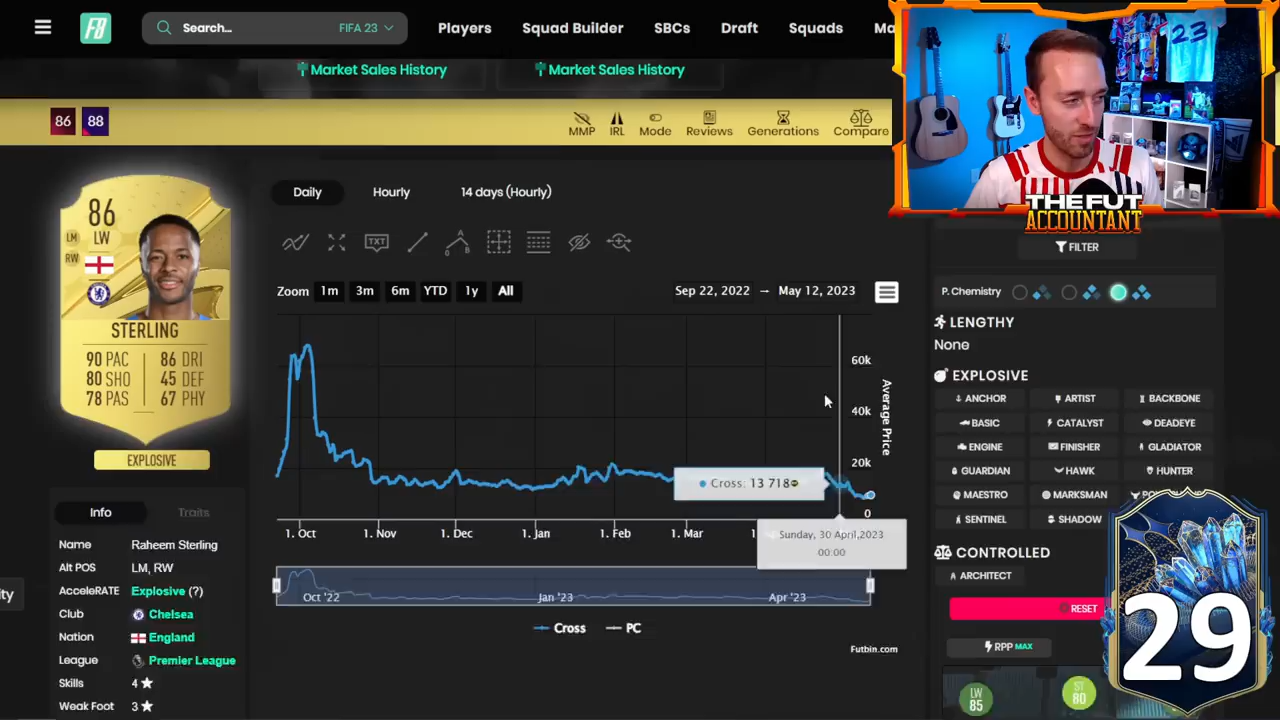 Search...
FIFA 23
Players
Squad Builder
SBCs
Draft
Squads
Ma
23
Market Sales History
Market Sales History
86
88
MMP
IRL
Mode
Reviews
Generations
Compare
THE FUT
ACCOUNTANT
FILTER
86
LW
LM
RW
STERLING
90 PAC
86 DRI
80 SHO
45 DEF
78 PAS
67 PHY
EXPLOSIVE
Daily
Hourly
14 days (Hourly)
TXT
Zoom
1m
3m
6m
YTD
1y
All
Sep 22, 2022 → May 12, 2023
60k
40k
20k
0
Average Price
Cross: 13 718
Sunday, 30 April,2023
00:00
1. Oct
1. Nov
1. Dec
1. Jan
1. Feb
1. Mar
Oct '22
Jan '23
Apr '23
Cross
PC
Futbin.com
Info
Traits
Name
Raheem Sterling
Alt POS
LM, RW
AcceleRATE
Explosive (?)
Club
Chelsea
Nation
England
League
Premier League
Skills
4
Weak Foot
3
ity
P. Chemistry
LENGTHY
None
EXPLOSIVE
ANCHOR
ARTIST
BACKBONE
BASIC
CATALYST
DEADEYE
ENGINE
FINISHER
GLADIATOR
GUARDIAN
HAWK
HUNTER
MAESTRO
MARKSMAN
SENTINEL
SHADOW
CONTROLLED
ARCHITECT
RESET
RPP MAX
LW
85
ST
80
29